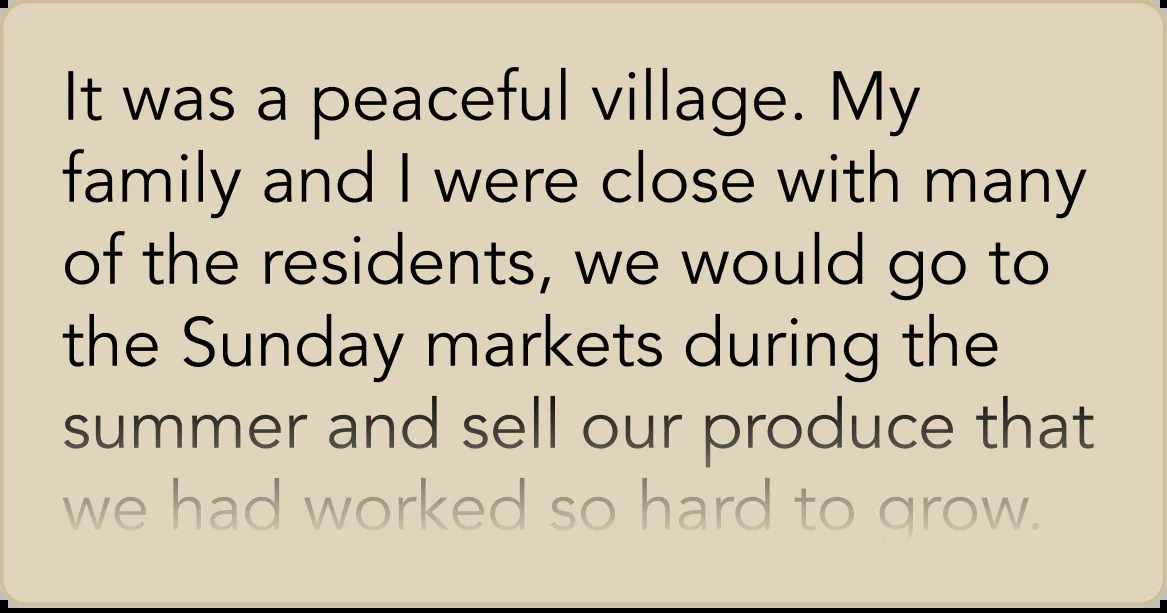 It was a peaceful village. My
family and I were close with many
of the residents, we would go to
the Sunday markets during the
summer and sell our produce that
we had worked so hard to grow.